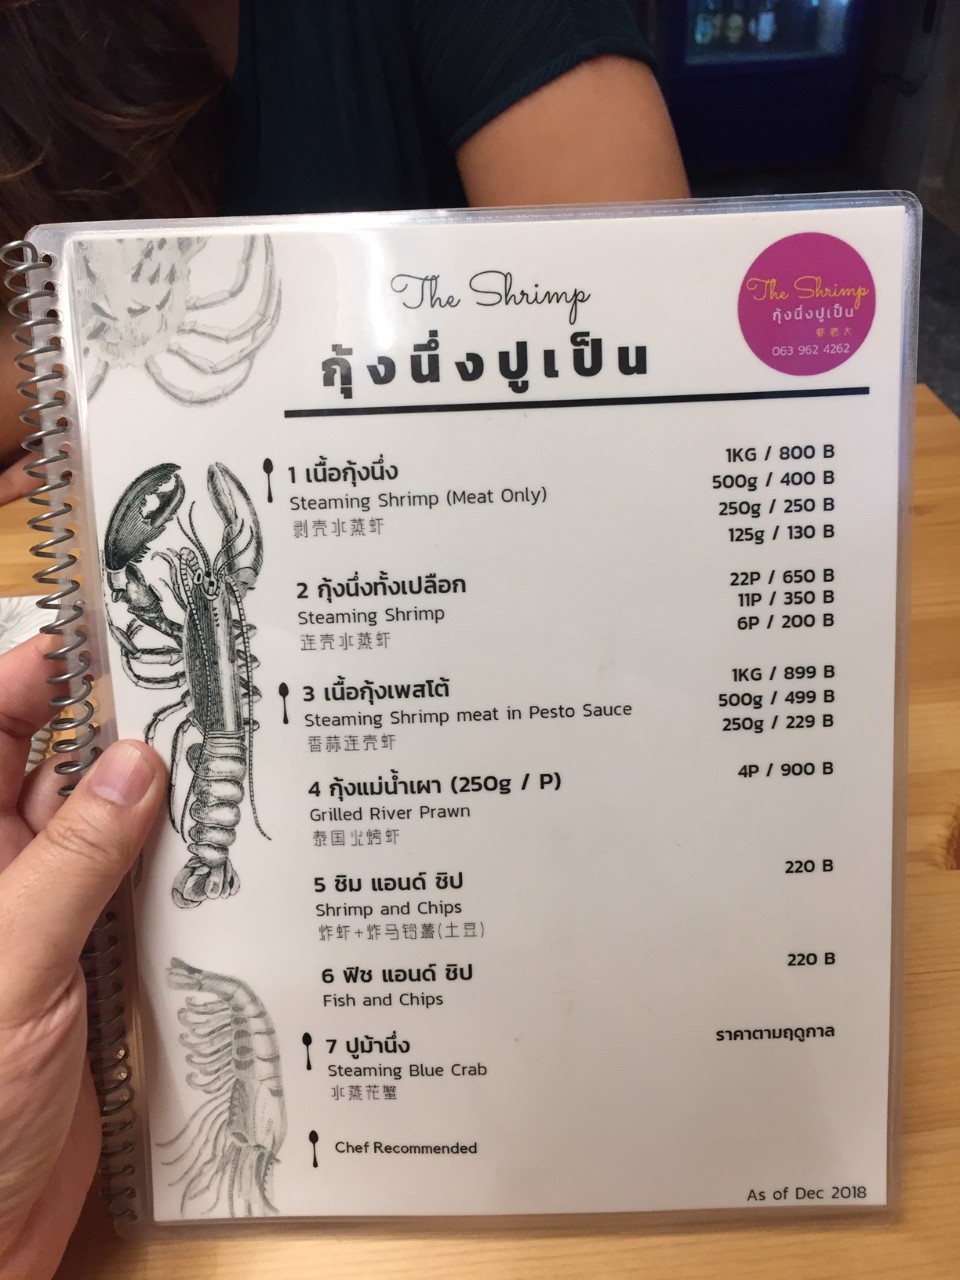 The Shrimp
กุ้งนึ่งปูเป็น
The Shrimp
กุ้งนึ่งปูเป็น
虾老大
063 962 4262
1 เนื้อกุ้งนึ่ง
Steaming Shrimp (Meat Only)
剥壳水蒸虾
1KG / 800 B
500g / 400 B
250g / 250 B
125g / 130 B
2 กุ้งนึ่งทั้งเปลือก
Steaming Shrimp
连壳水蒸虾
22P / 650 B
11P / 350 B
6P / 200 B
3 เนื้อกุ้งเพสโต้
Steaming Shrimp meat in Pesto Sauce
香蒜连壳虾
1KG / 899 B
500g / 499 B
250g / 229 B
4 กุ้งแม่น้ำเผา (250g / P)
Grilled River Prawn
泰国火烤虾
4P / 900 B
5 ชิม แอนด์ ชิป
Shrimp and Chips
炸虾+炸马铃薯(土豆)
220 B
6 ฟิช แอนด์ ชิป
Fish and Chips
220 B
7 ปูม้านึ่ง
Steaming Blue Crab
水蒸花蟹
ราคาตามฤดูกาล
Chef Recommended
As of Dec 2018